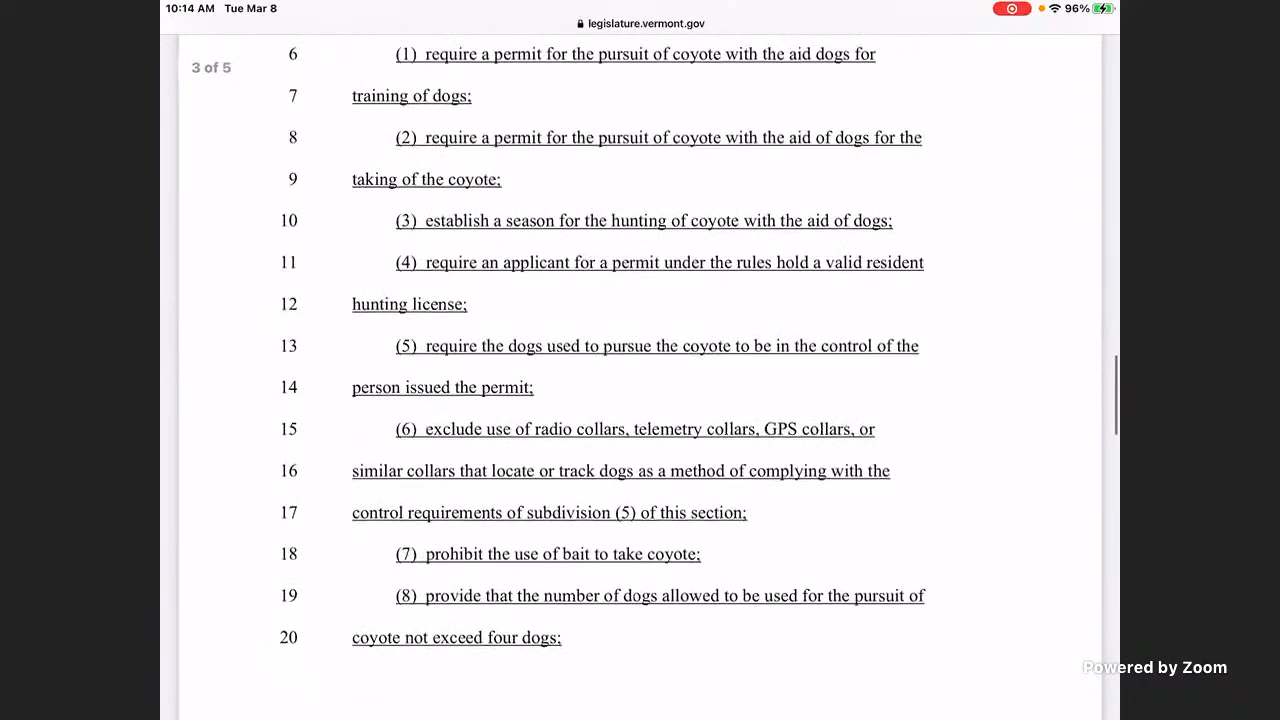 10:14 AM Tue Mar 8
96%
legislature.vermont.gov
3 of 5
6 (1) require a permit for the pursuit of coyote with the aid dogs for
7 training of dogs;
8 (2) require a permit for the pursuit of coyote with the aid of dogs for the
9 taking of the coyote;
10 (3) establish a season for the hunting of coyote with the aid of dogs;
11 (4) require an applicant for a permit under the rules hold a valid resident
12 hunting license;
13 (5) require the dogs used to pursue the coyote to be in the control of the
14 person issued the permit;
15 (6) exclude use of radio collars, telemetry collars, GPS collars, or
16 similar collars that locate or track dogs as a method of complying with the
17 control requirements of subdivision (5) of this section;
18 (7) prohibit the use of bait to take coyote;
19 (8) provide that the number of dogs allowed to be used for the pursuit of
20 coyote not exceed four dogs;
Powered by Zoom